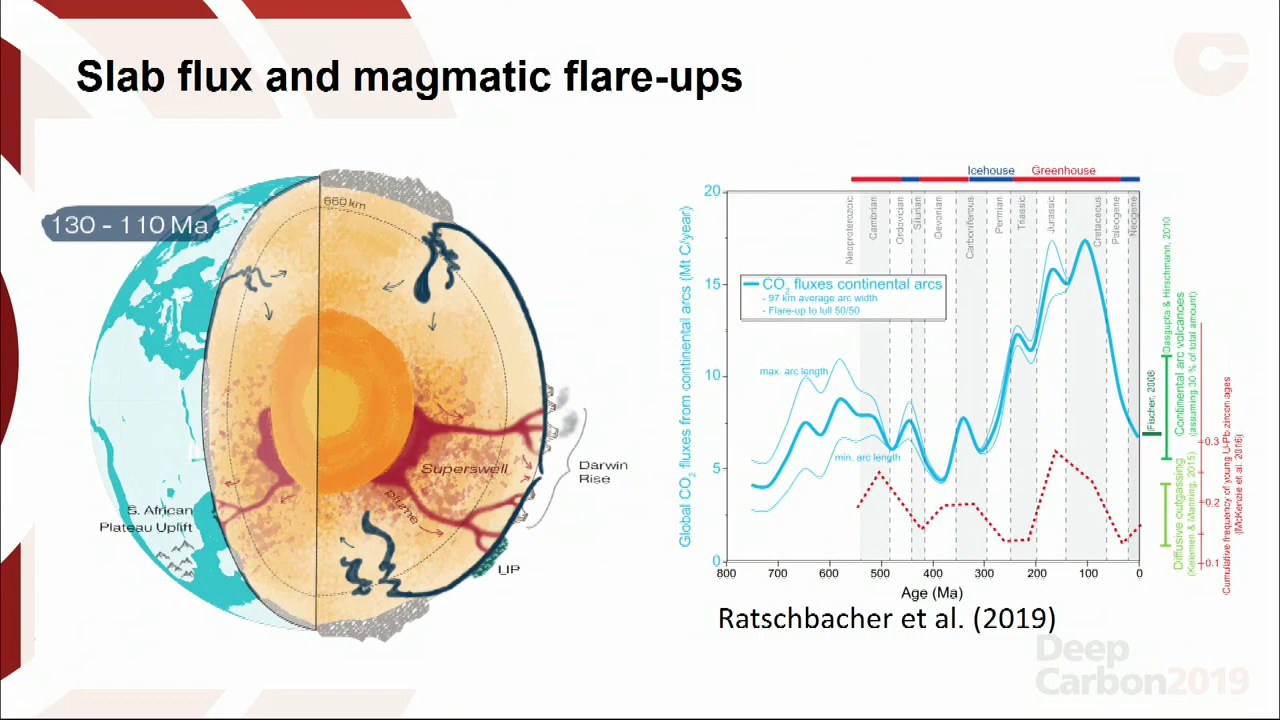 Slab flux and magmatic flare-ups
130 - 110 Ma
660 km
Superswell
plume
Darwin
Rise
S. African
Plateau Uplift
LIP
Icehouse
Greenhouse
Neoproterozoic
Cambrian
Ordovician
Silurian
Devonian
Carboniferous
Permian
Triassic
Jurassic
Cretaceous
Paleogene
Neogene
Global CO2 fluxes from continental arcs (Mt C/year)
20
15
10
5
0
CO2 fluxes continental arcs
- 97 km average arc width
- Flare-up to lull 50/50
max. arc length
min. arc length
800
700
600
500
400
300
200
100
0
Age (Ma)
(Fischer, 2008
Dasgupta & Hirschmann, 2010
Continental arc volcanoes
(assuming 30 % of total amount)
Diffusive outgassing
(Kelemen & Manning, 2015)
0.3
0.2
0.1
Cumulative frequency of young U-Pb zircon ages
(McKenzie et al. 2016)
Ratschbacher et al. (2019)
Deep
Carbon2019